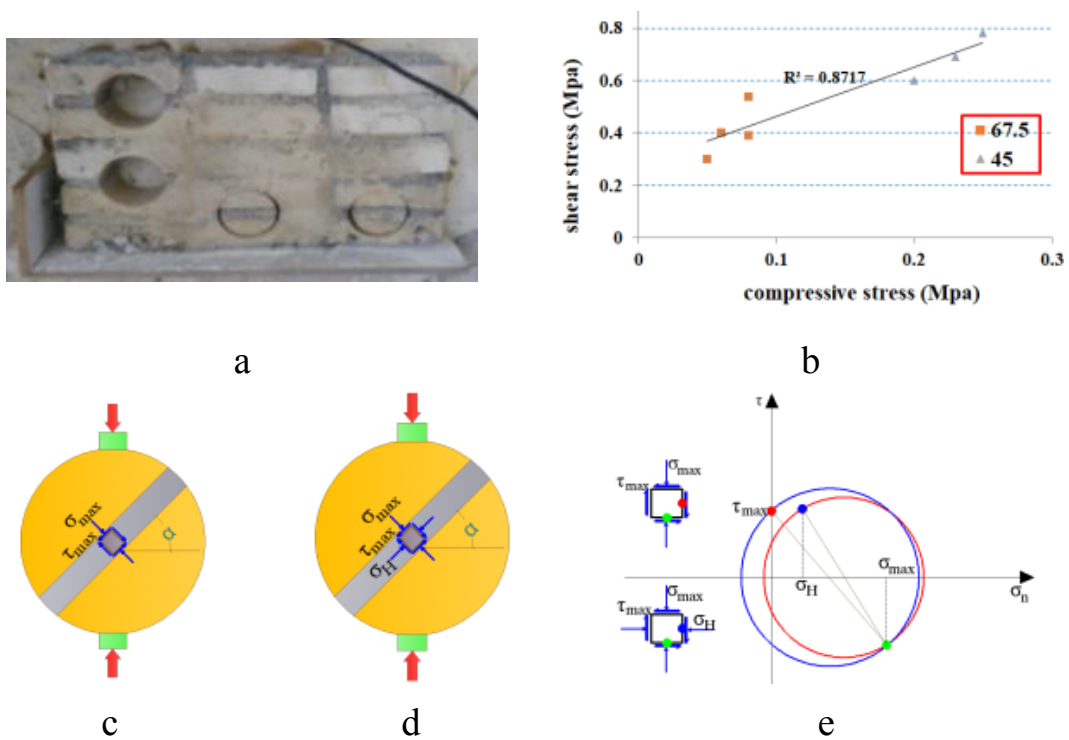 0.8
0.6
0.4
0.2
0
shear stress (Mpa)
R² = 0.8717
67.5
45
0
0.1
0.2
0.3
compressive stress (Mpa)
a
b
σmax
τmax
α
σmax
τmax
σH
α
τ
σmax
τmax
τmax
σmax
σH
σn
σmax
τmax
σH
c
d
e